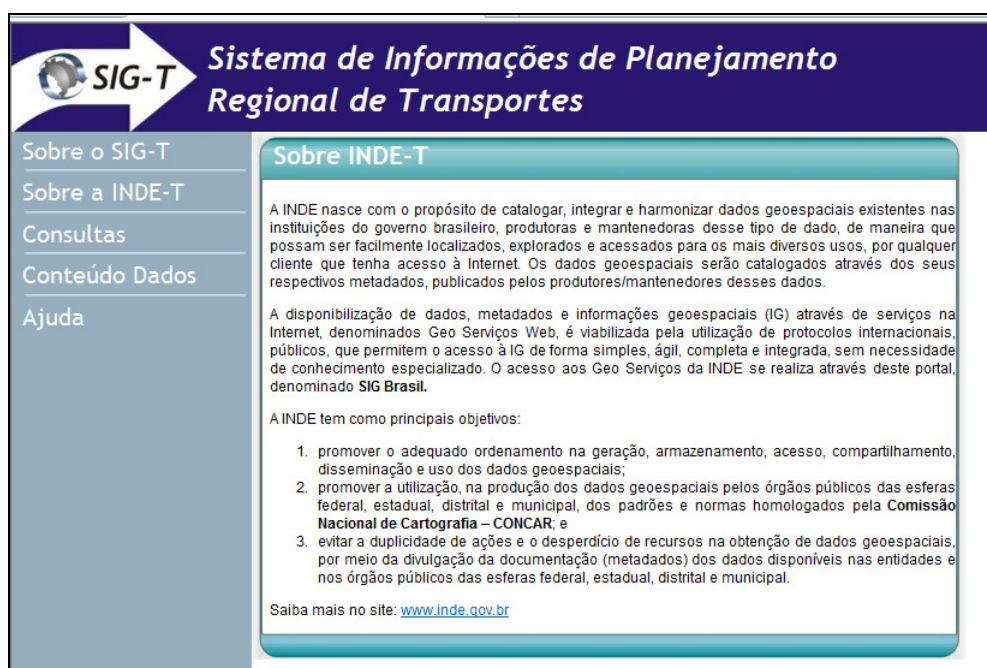 SIG-T
Sistema de Informações de Planejamento
Regional de Transportes
Sobre o SIG-T
Sobre a INDE-T
Consultas
Conteúdo Dados
Ajuda
Sobre INDE-T
A INDE nasce com o propósito de catalogar, integrar e harmonizar dados geoespaciais existentes nas
instituições do governo brasileiro, produtoras e mantenedoras desse tipo de dado, de maneira que
possam ser facilmente localizados, explorados e acessados para os mais diversos usos, por qualquer
cliente que tenha acesso à Internet. Os dados geoespaciais serão catalogados através dos seus
respectivos metadados, publicados pelos produtores/mantenedores desses dados.
A disponibilização de dados, metadados e informações geoespaciais (IG) através de serviços na
Internet, denominados Geo Serviços Web, é viabilizada pela utilização de protocolos internacionais,
públicos, que permitem o acesso à IG de forma simples, ágil, completa e integrada, sem necessidade
de conhecimento especializado. O acesso aos Geo Serviços da INDE se realiza através deste portal,
denominado SIG Brasil.
A INDE tem como principais objetivos:
1. promover o adequado ordenamento na geração, armazenamento, acesso, compartilhamento,
disseminação e uso dos dados geoespaciais;
2. promover a utilização, na produção dos dados geoespaciais pelos órgãos públicos das esferas
federal, estadual, distrital e municipal, dos padrões e normas homologados pela Comissão
Nacional de Cartografia – CONCAR; e
3. evitar a duplicidade de ações e o desperdício de recursos na obtenção de dados geoespaciais,
por meio da divulgação da documentação (metadados) dos dados disponíveis nas entidades e
nos órgãos públicos das esferas federal, estadual, distrital e municipal.
Saiba mais no site: www.inde.gov.br